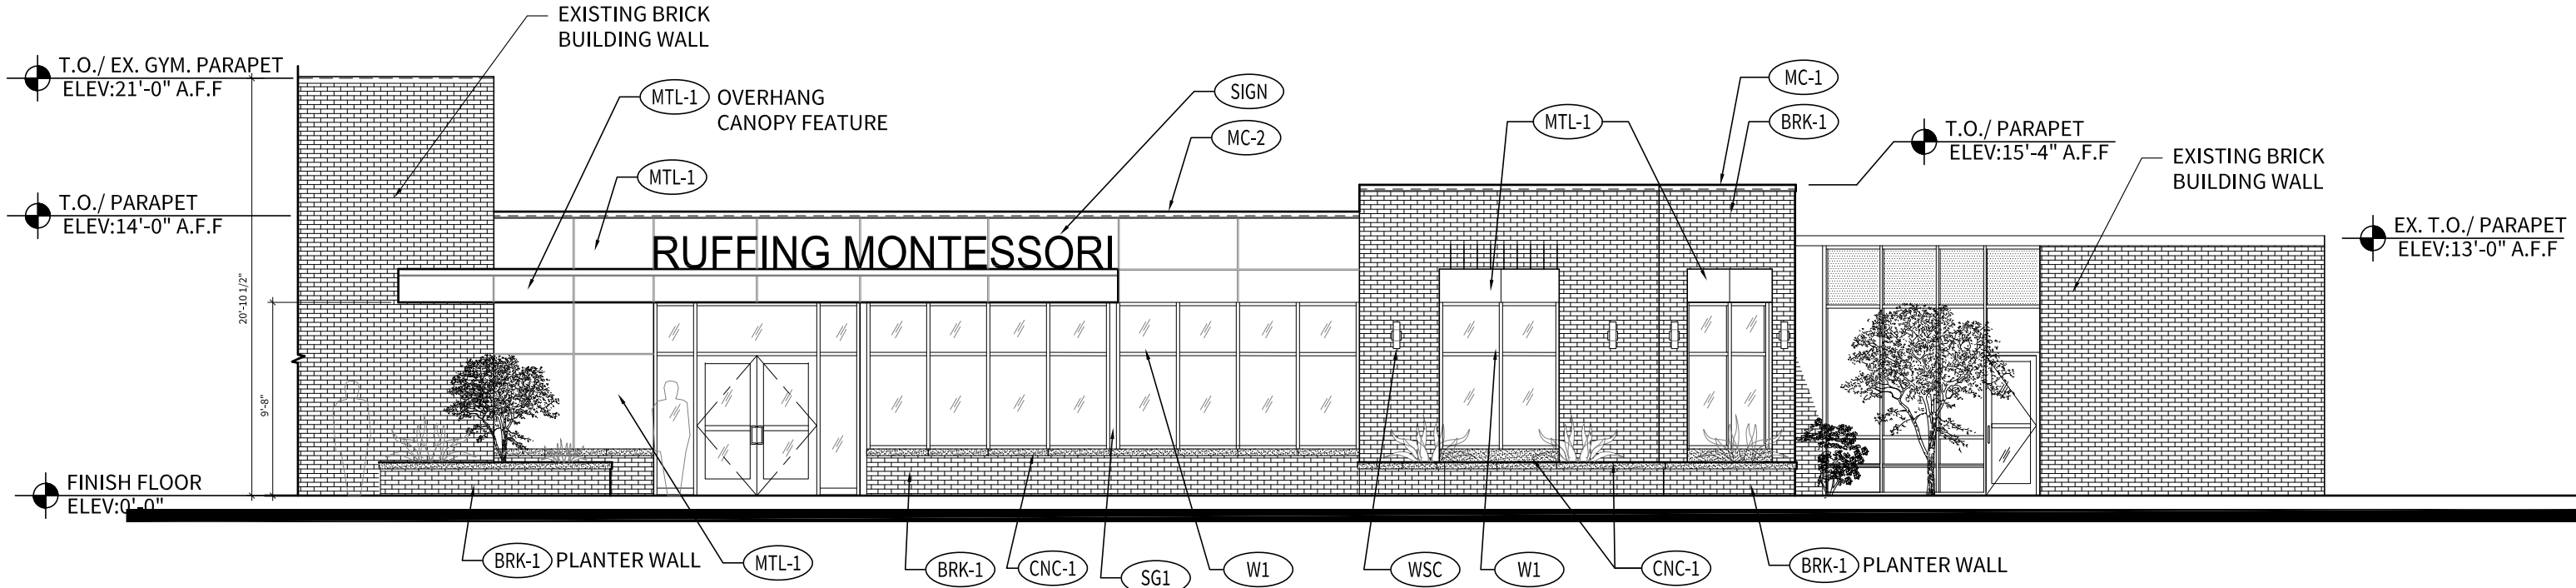 EXISTING BRICK
BUILDING WALL
T.O./ EX. GYM. PARAPET
ELEV:21'-0" A.F.F
MTL-1 OVERHANG
CANOPY FEATURE
SIGN
MC-2
MTL-1
MTL-1
MC-1
BRK-1
T.O./ PARAPET
ELEV:15'-4" A.F.F
EXISTING BRICK
BUILDING WALL
T.O./ PARAPET
ELEV:14'-0" A.F.F
EX. T.O./ PARAPET
ELEV:13'-0" A.F.F
RUFFING MONTESSORI
20'-10 1/2"
9'-8"
FINISH FLOOR
ELEV:0'-0"
BRK-1 PLANTER WALL
MTL-1
BRK-1
CNC-1
SG1
W1
WSC
W1
CNC-1
BRK-1 PLANTER WALL